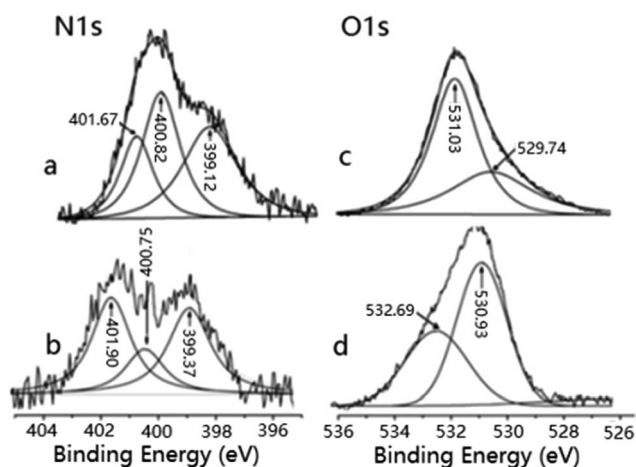 N1s
O1s
401.67
400.82
399.12
a
531.03
529.74
c
400.75
401.90
399.37
b
532.69
530.93
d
404 402 400 398 396
Binding Energy (eV)
536 534 532 530 528 526
Binding Energy (eV)